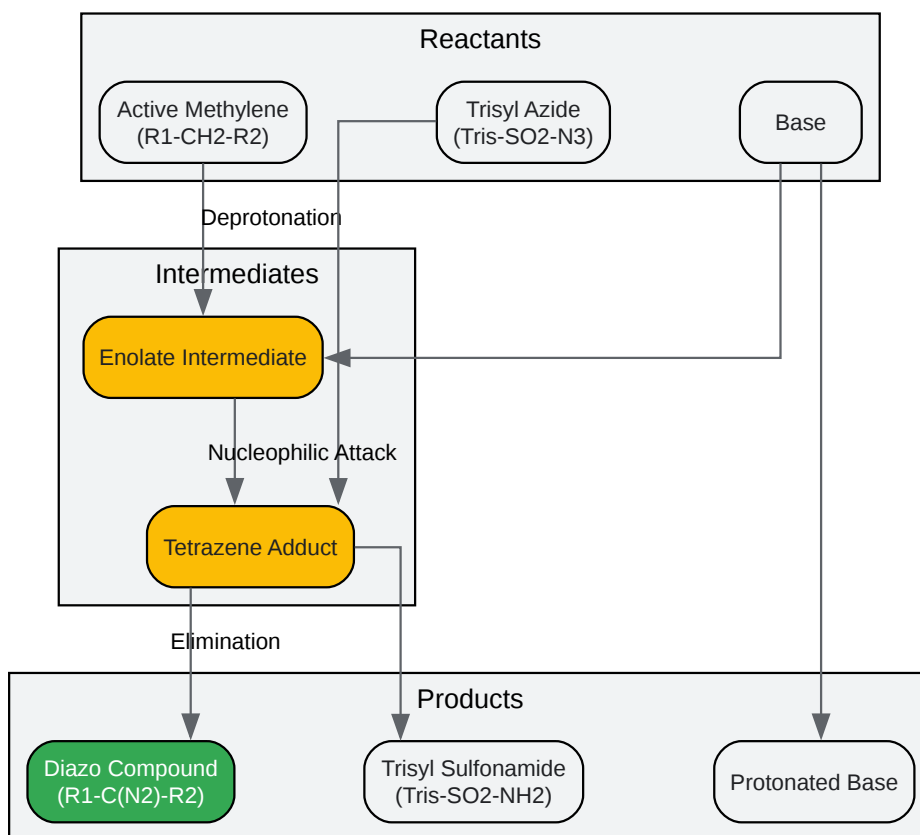 Reactants
Active Methylene
(R1-CH2-R2)
Trisyl Azide
(Tris-SO2-N3)
Base
Deprotonation
Intermediates
Enolate Intermediate
Nucleophilic Attack
Tetrazene Adduct
Elimination
Products
Diazo Compound
(R1-C(N2)-R2)
Trisyl Sulfonamide
(Tris-SO2-NH2)
Protonated Base